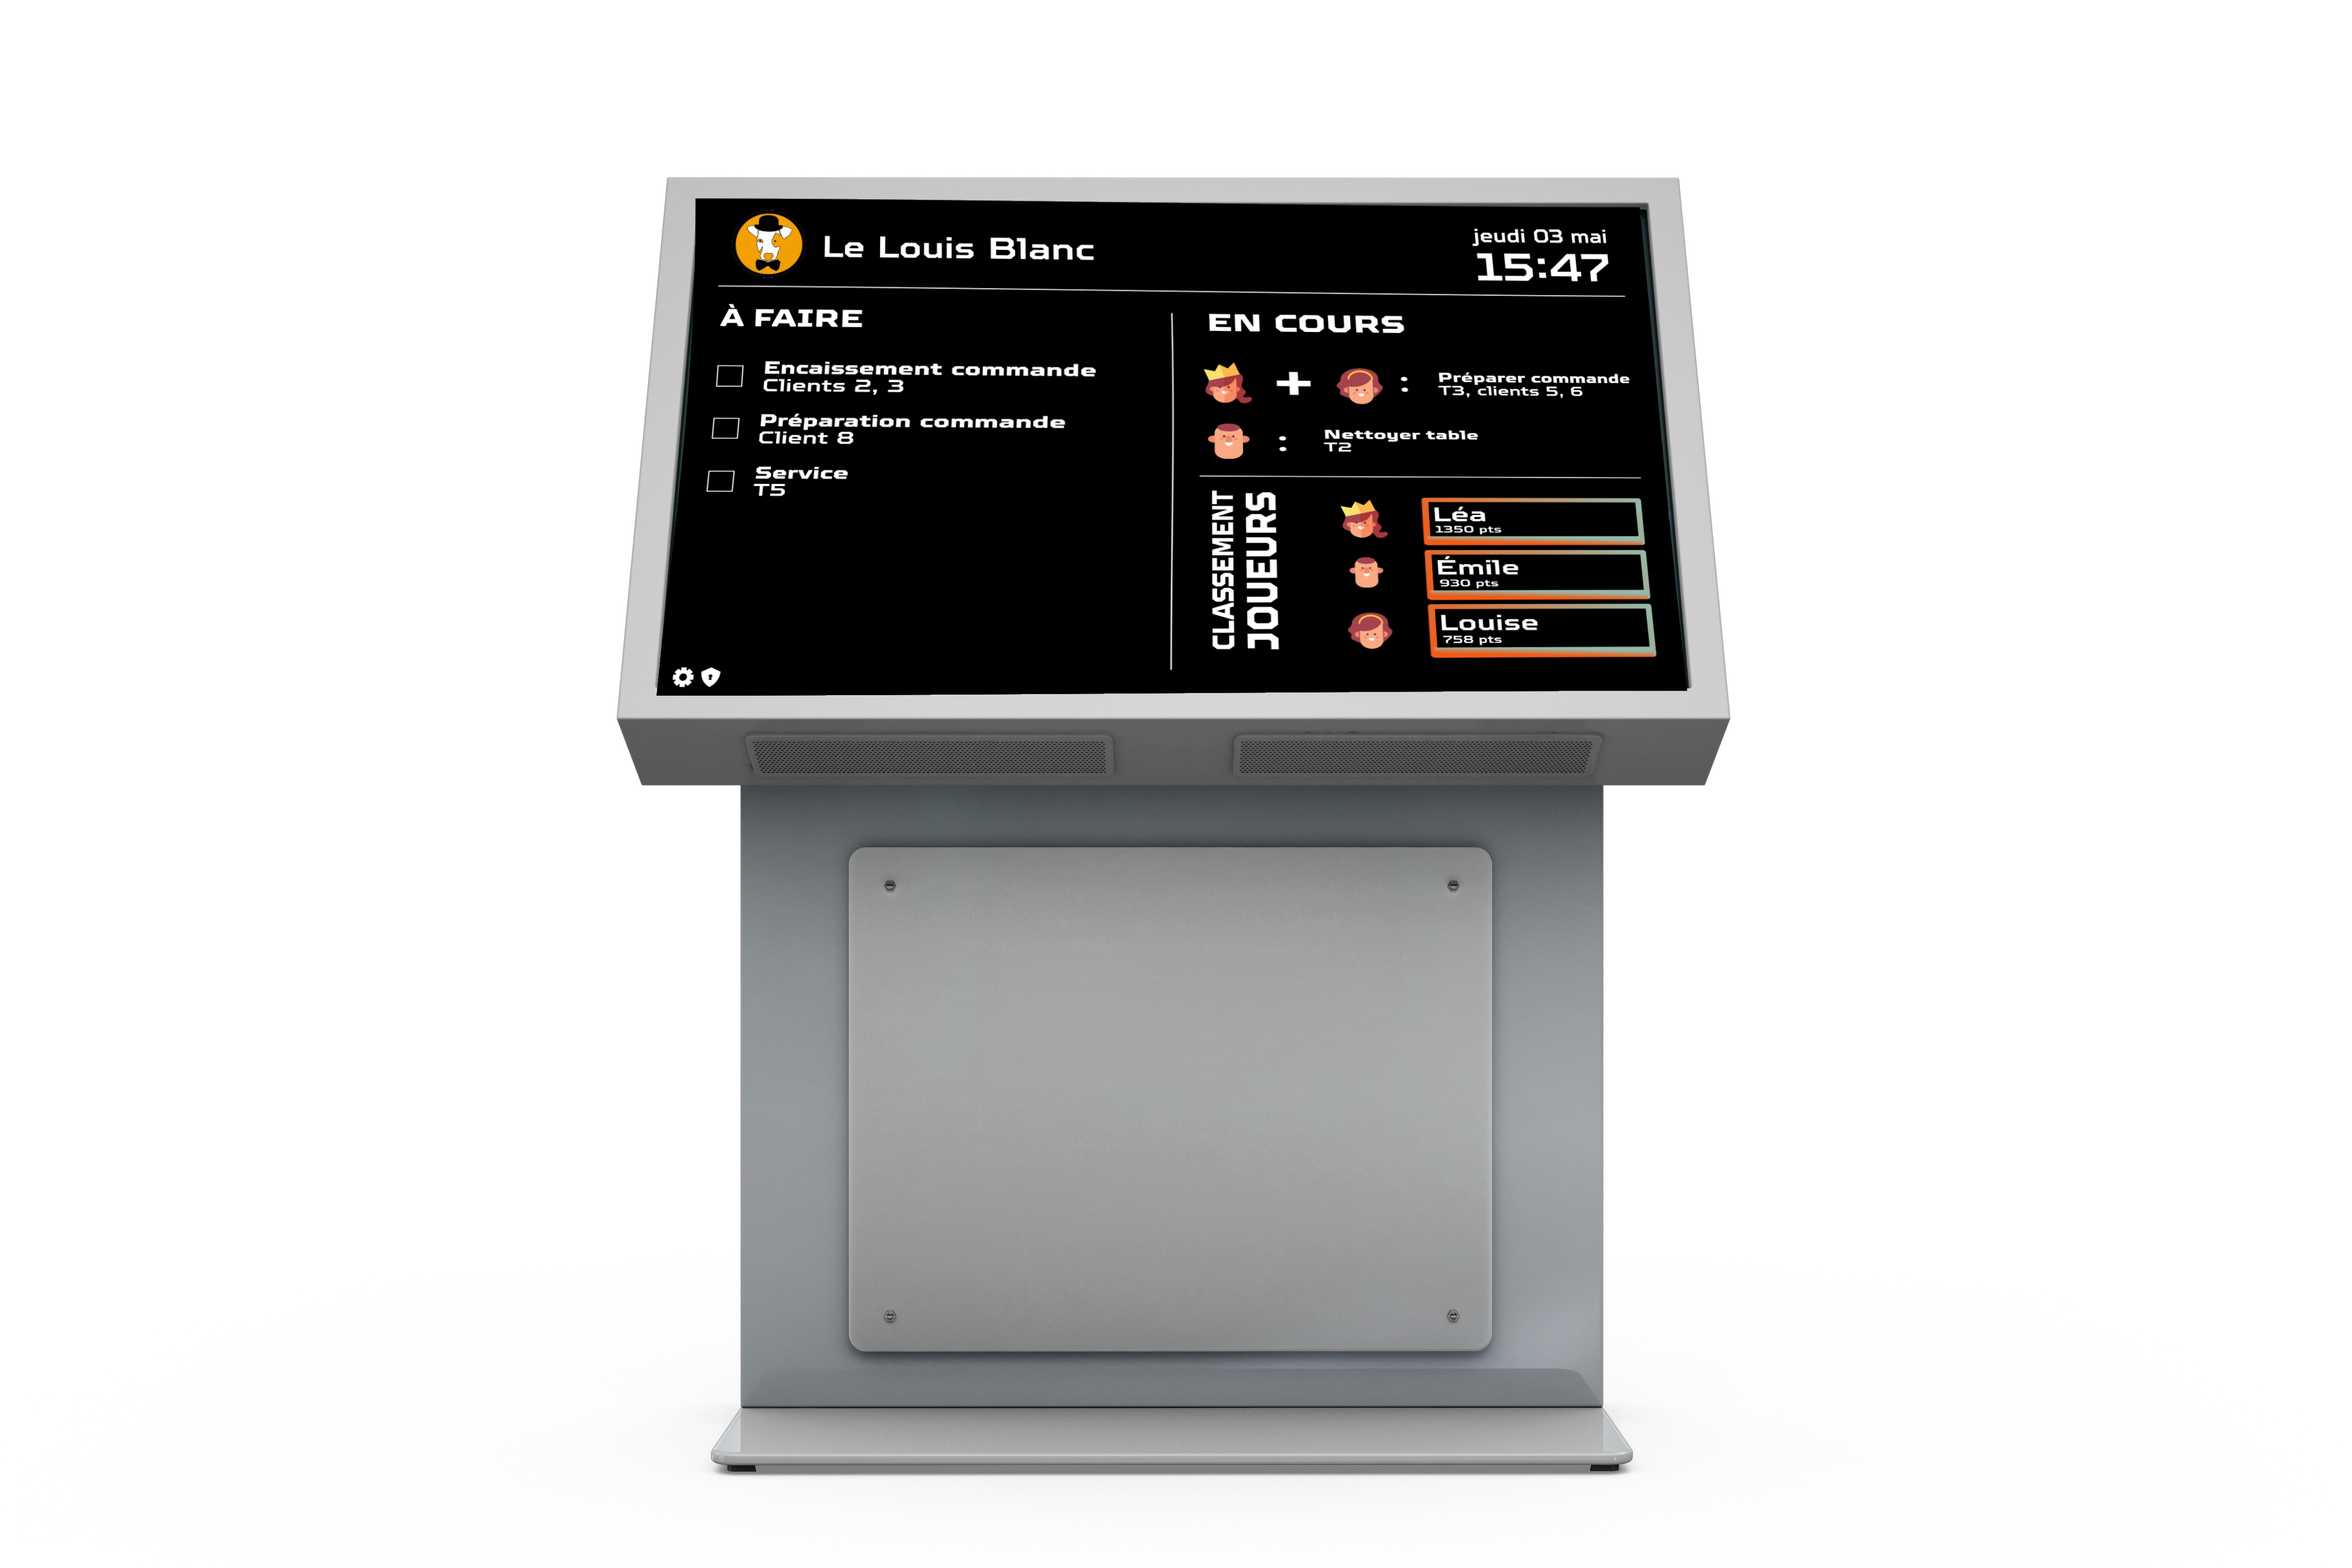 Le Louis Blanc
jeudi 03 mai
15:47
À FAIRE
Encaissement commande
Clients 2, 3
Préparation commande
Client 8
Service
T5
EN COURS
+
:
Préparer commande
T3, clients 5, 6
:
Nettoyer table
T2
CLASSEMENT
JOUEURS
Léa
1350 pts
Émile
930 pts
Louise
758 pts